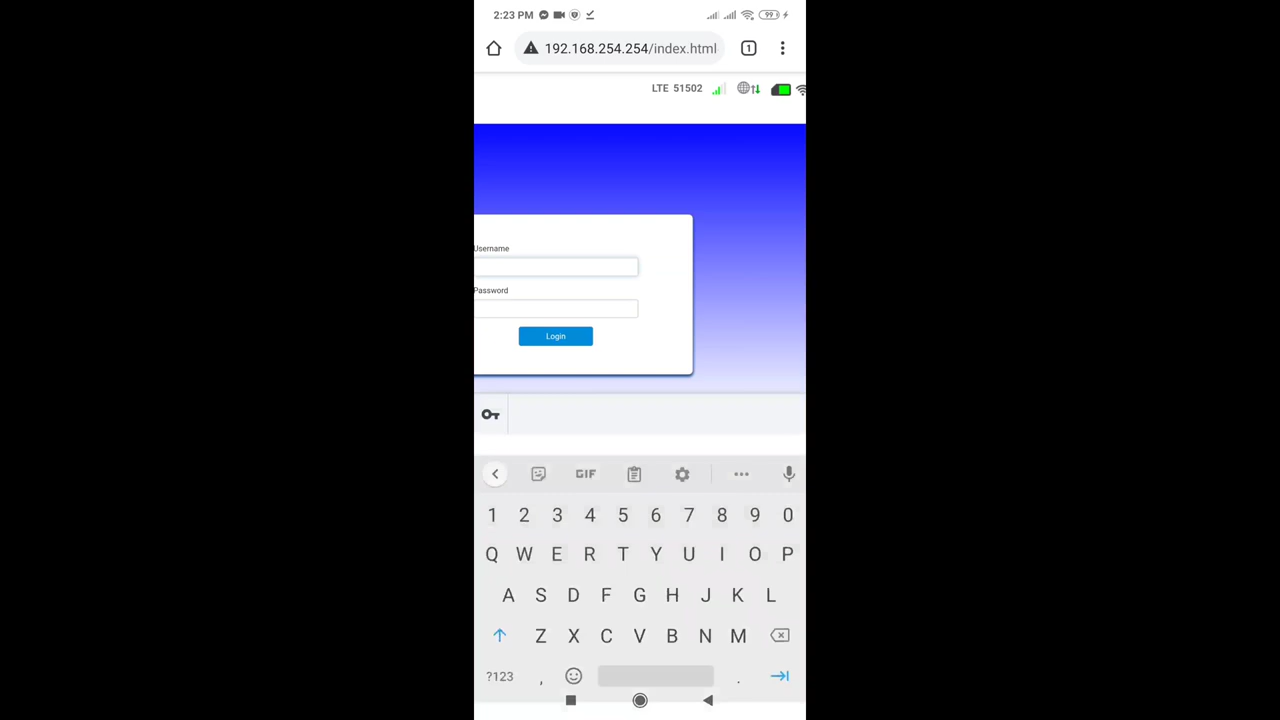 2:23 PM
99
192.168.254.254/index.html
1
LTE 51502
Username
Password
Login
GIF
1 2 3 4 5 6 7 8 9 0
Q W E R T Y U I O P
A S D F G H J K L
Z X C V B N M
?123 , .